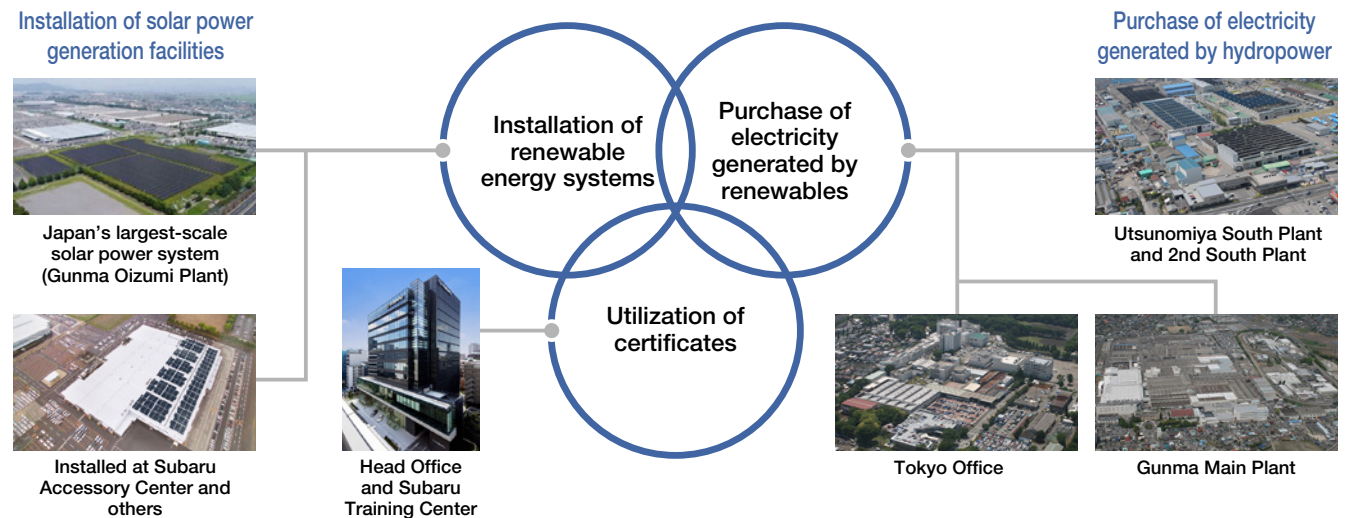 Installation of solar power
generation facilities
Japan's largest-scale
solar power system
(Gunma Oizumi Plant)
Installed at Subaru
Accessory Center and
others
Head Office
and Subaru
Training Center
Installation of
renewable
energy systems
Purchase of
electricity
generated by
renewables
Utilization of
certificates
Purchase of electricity
generated by hydropower
Utsunomiya South Plant
and 2nd South Plant
Tokyo Office
Gunma Main Plant